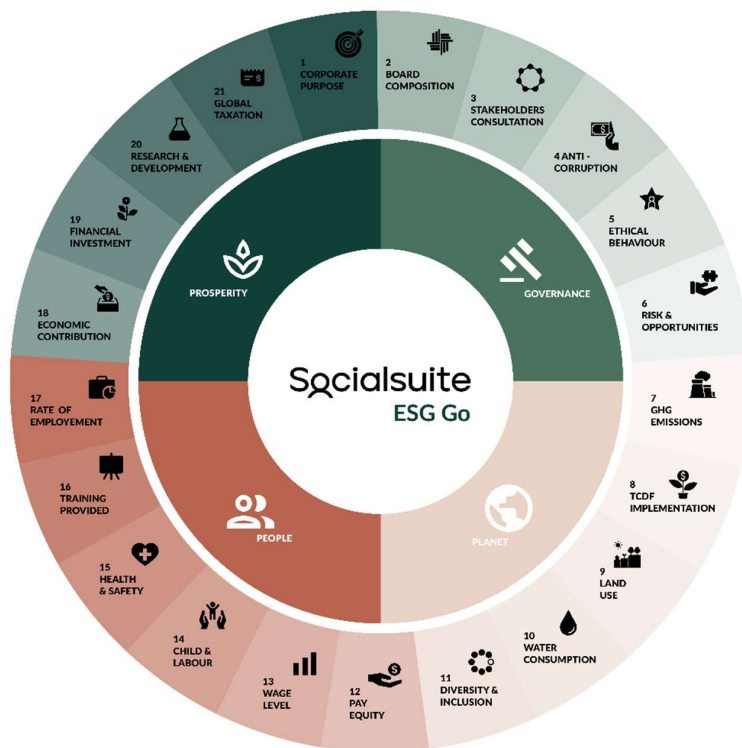 1
CORPORATE
PURPOSE
2
BOARD
COMPOSITION
3
STAKEHOLDERS
CONSULTATION
4 ANTI -
CORRUPTION
5
ETHICAL
BEHAVIOUR
6
RISK &
OPPORTUNITIES
7
GHG
EMISSIONS
8
TCDF
IMPLEMENTATION
9
LAND
USE
10
WATER
CONSUMPTION
11
DIVERSITY &
INCLUSION
12
PAY
EQUITY
13
WAGE
LEVEL
14
CHILD &
LABOUR
15
HEALTH
& SAFETY
16
TRAINING
PROVIDED
17
RATE OF
EMPLOYEMENT
18
ECONOMIC
CONTRIBUTION
19
FINANCIAL
INVESTMENT
20
RESEARCH &
DEVELOPMENT
21
GLOBAL
TAXATION
PROSPERITY
GOVERNANCE
PEOPLE
PLANET
Socialsuite
ESG Go